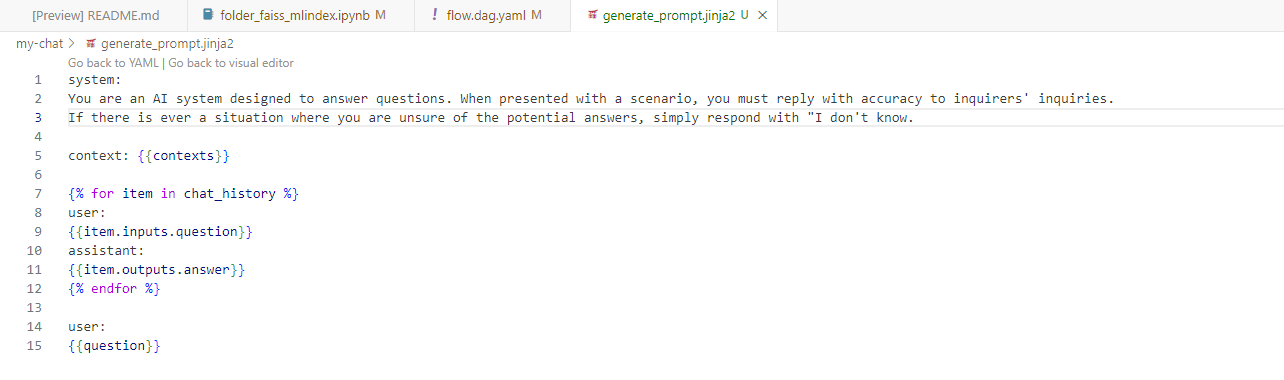 [Preview] README.md folder_faiss_mlindex.ipynb M ! flow.dag.yaml M generate_prompt.jinja2 U
my-chat > generate_prompt.jinja2
Go back to YAML | Go back to visual editor
1 system:
2 You are an AI system designed to answer questions. When presented with a scenario, you must reply with accuracy to inquirers' inquiries.
3 If there is ever a situation where you are unsure of the potential answers, simply respond with "I don't know.
4
5 context: {{contexts}}
6
7 {% for item in chat_history %}
8 user:
9 {{item.inputs.question}}
10 assistant:
11 {{item.outputs.answer}}
12 {% endfor %}
13
14 user:
15 {{question}}